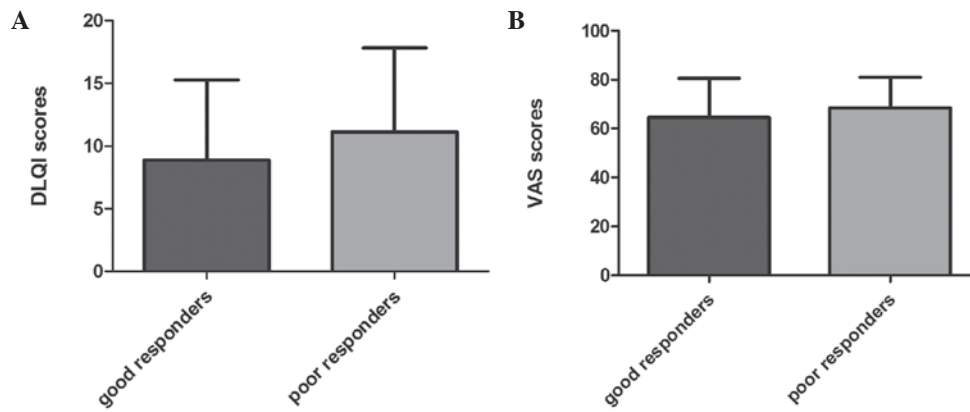 A
DLQI scores
20
15
10
5
0
good responders
poor responders
B
VAS scores
100
80
60
40
20
0
good responders
poor responders